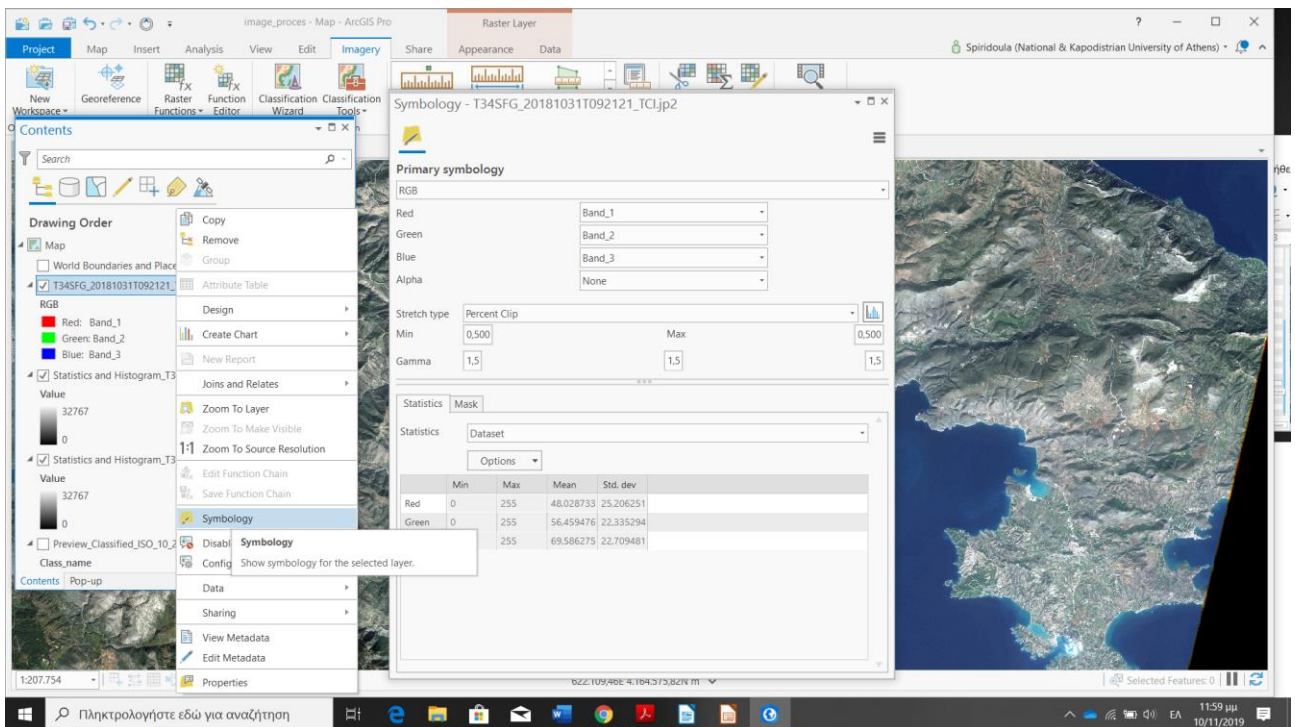 image_proces - Map - ArcGIS Pro
Raster Layer
?
Project Map Insert Analysis View Edit Imagery Share Appearance Data
Spiridoula (National & Kapodistrian University of Athens)
New Workspace
Georeference
Raster Functions
Function Editor
Classification Wizard
Classification Tools
Contents
Search
Drawing Order
Map
World Boundaries and Place
T34SFG_20181031T092121_
RGB
Red: Band_1
Green: Band_2
Blue: Band_3
Statistics and Histogram_T3
Value
32767
0
Statistics and Histogram_T3
Value
32767
0
Preview_Classified_ISO_10_2
Class_name
Contents Pop-up
Copy
Remove
Group
Attribute Table
Design
Create Chart
New Report
Joins and Relates
Zoom To Layer
Zoom To Make Visible
1:1 Zoom To Source Resolution
Edit Function Chain
Save Function Chain
Symbology
Disabl
Config
Symbology
Show symbology for the selected layer.
Data
Sharing
View Metadata
Edit Metadata
Properties
Symbology - T34SFG_20181031T092121_TCI.jp2
Primary symbology
RGB
Red Band_1
Green Band_2
Blue Band_3
Alpha None
Stretch type Percent Clip
Min 0,500 Max 0,500
Gamma 1,5 1,5 1,5
Statistics Mask
Statistics Dataset
Options
Min Max Mean Std. dev
Red 0 255 48.028733 25.206251
Green 0 255 56.459476 22.335294
255 69.586275 22.709481
1:207.754
622.109,46E 4.164.575,82N m
Selected Features: 0
Πληκτρολογήστε εδώ για αναζήτηση
ΕΛ
11:59 μμ
10/11/2019